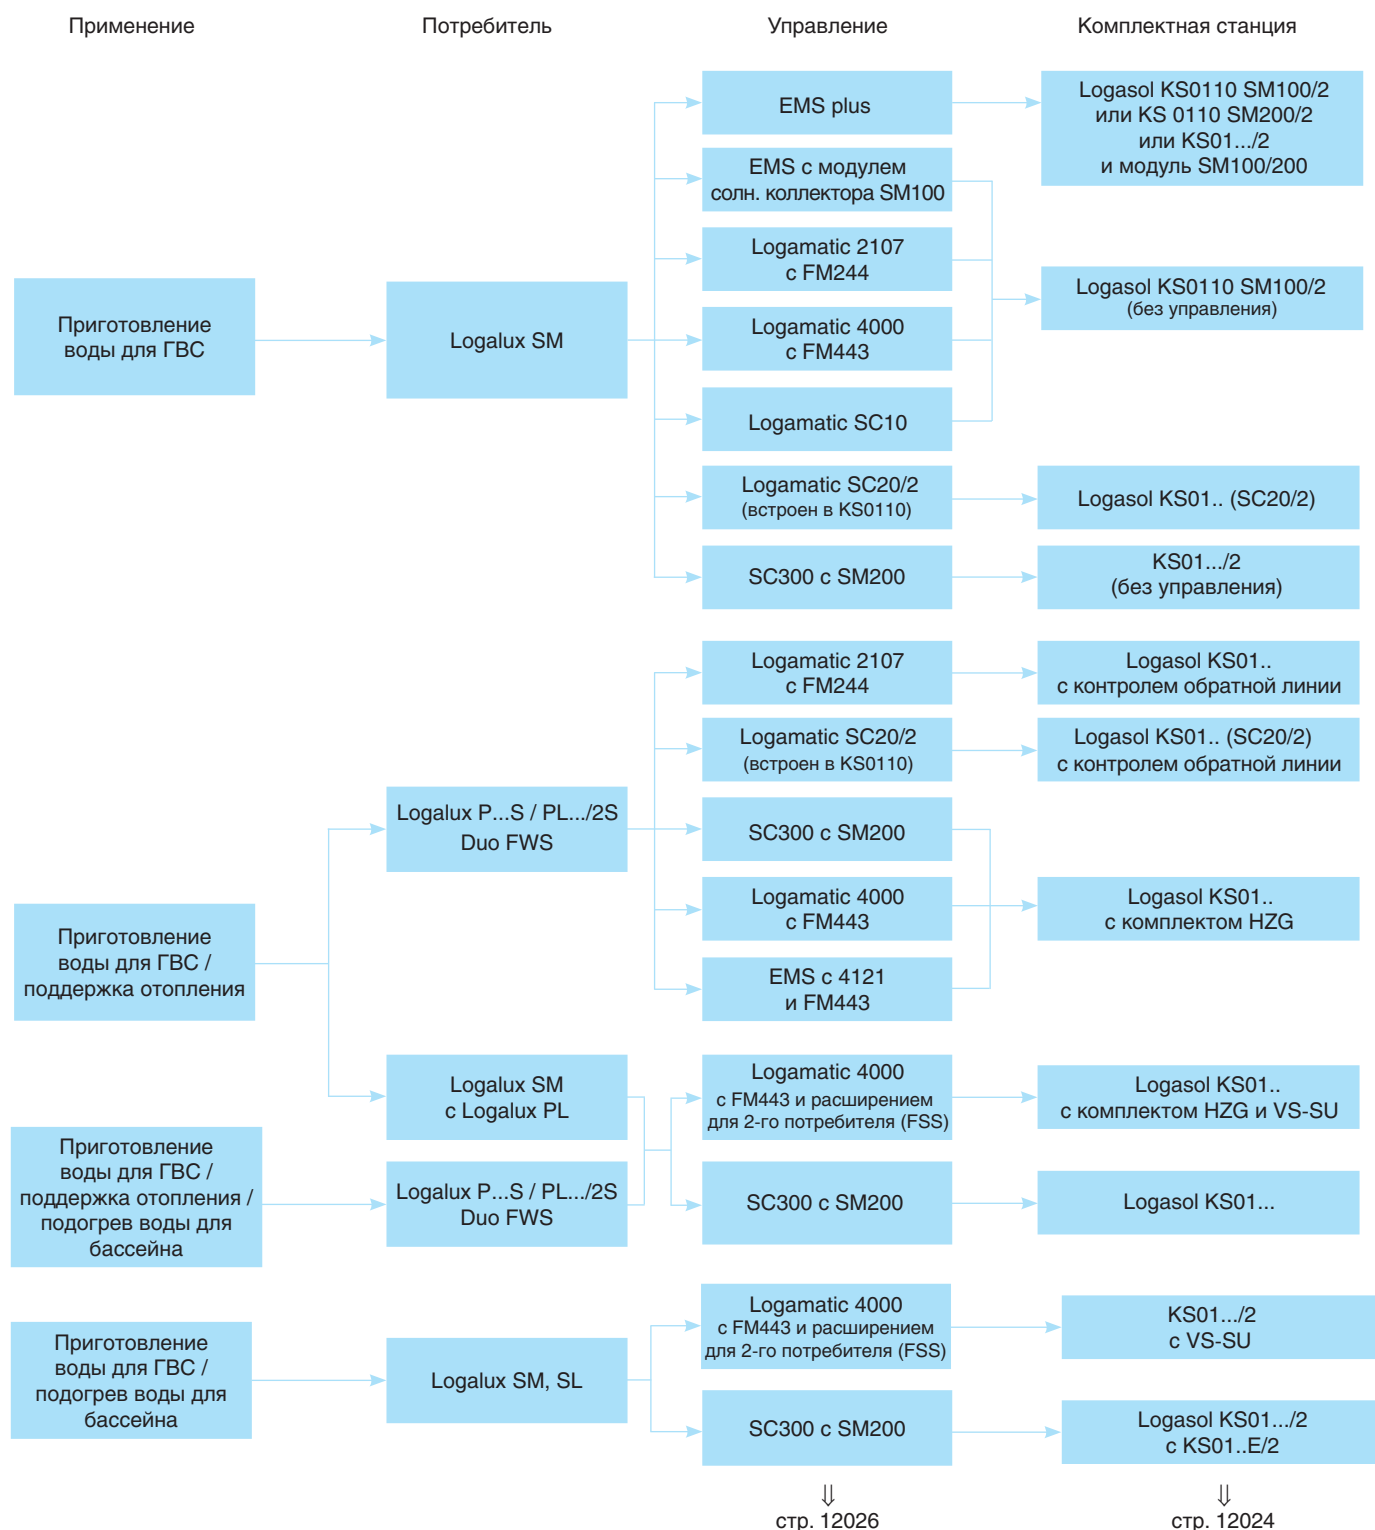 Применение
Потребитель
Управление
Комплектная станция
Приготовление
воды для ГВС
Logalux SM
EMS plus
Logasol KS0110 SM100/2
или KS 0110 SM200/2
или KS01.../2
и модуль SM100/200
EMS с модулем
солн. коллектора SM100
Logamatic 2107
с FM244
Logamatic 4000
с FM443
Logamatic SC10
Logasol KS0110 SM100/2
(без управления)
Logamatic SC20/2
(встроен в KS0110)
Logasol KS01.. (SC20/2)
SC300 с SM200
KS01.../2
(без управления)
Приготовление
воды для ГВС /
поддержка отопления
Logalux P...S / PL.../2S
Duo FWS
Logamatic 2107
с FM244
Logasol KS01..
с контролем обратной линии
Logamatic SC20/2
(встроен в KS0110)
Logasol KS01.. (SC20/2)
с контролем обратной линии
SC300 с SM200
Logamatic 4000
с FM443
EMS с 4121
и FM443
Logasol KS01..
с комплектом HZG
Logalux SM
с Logalux PL
Logamatic 4000
с FM443 и расширением
для 2-го потребителя (FSS)
Logasol KS01..
с комплектом HZG и VS-SU
Приготовление
воды для ГВС /
поддержка отопления /
подогрев воды для
бассейна
Logalux P...S / PL.../2S
Duo FWS
SC300 с SM200
Logasol KS01...
Приготовление
воды для ГВС /
подогрев воды для
бассейна
Logalux SM, SL
Logamatic 4000
с FM443 и расширением
для 2-го потребителя (FSS)
KS01.../2
с VS-SU
SC300 с SM200
Logasol KS01.../2
с KS01..E/2
⇓
стр. 12026
⇓
стр. 12024